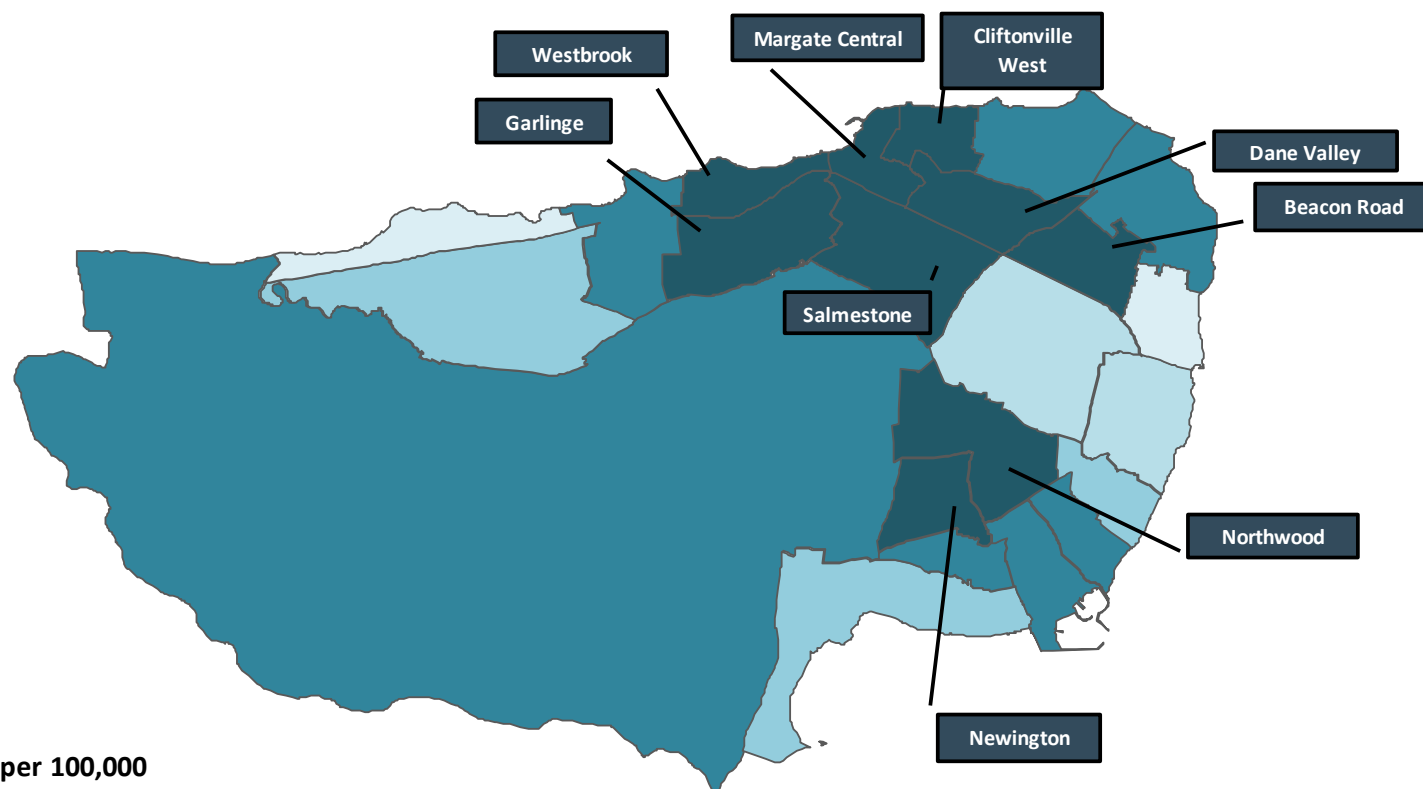 Margate Central
Cliftonville
West
Westbrook
Garlinge
Dane Valley
Beacon Road
Salmestone
Northwood
Newington
per 100,000